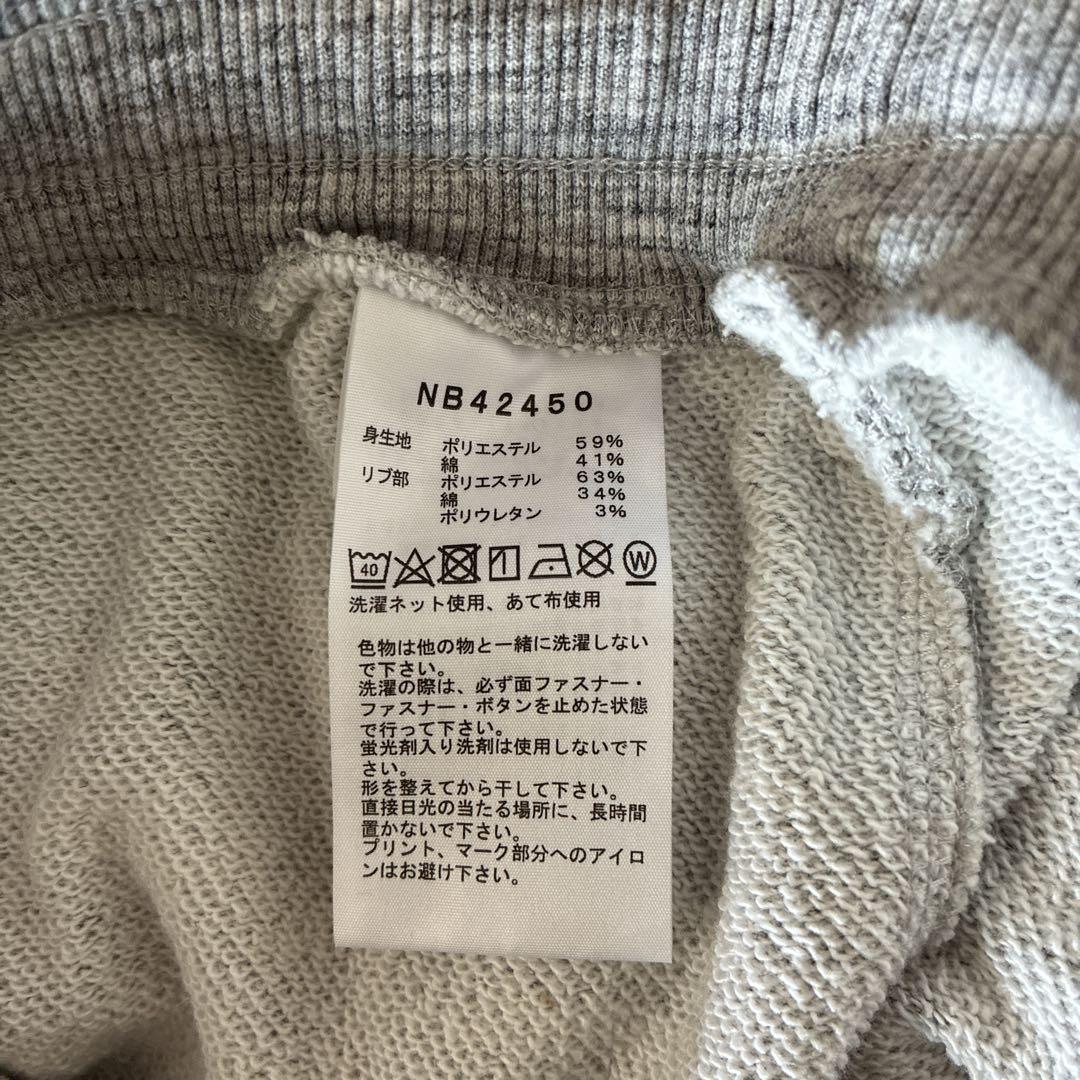 NB42450
身生地 ポリエステル 59%
綿 41%
リブ部 ポリエステル 63%
綿 34%
ポリウレタン 3%
40 W
洗濯ネット使用、あて布使用
色物は他の物と一緒に洗濯しない
で下さい。
洗濯の際は、必ず面ファスナー・
ファスナー・ボタンを止めた状態
で行って下さい。
蛍光剤入り洗剤は使用しないで下
さい。
形を整えてから干して下さい。
直接日光の当たる場所に、長時間
置かないで下さい。
プリント、マーク部分へのアイロ
ンはお避け下さい。